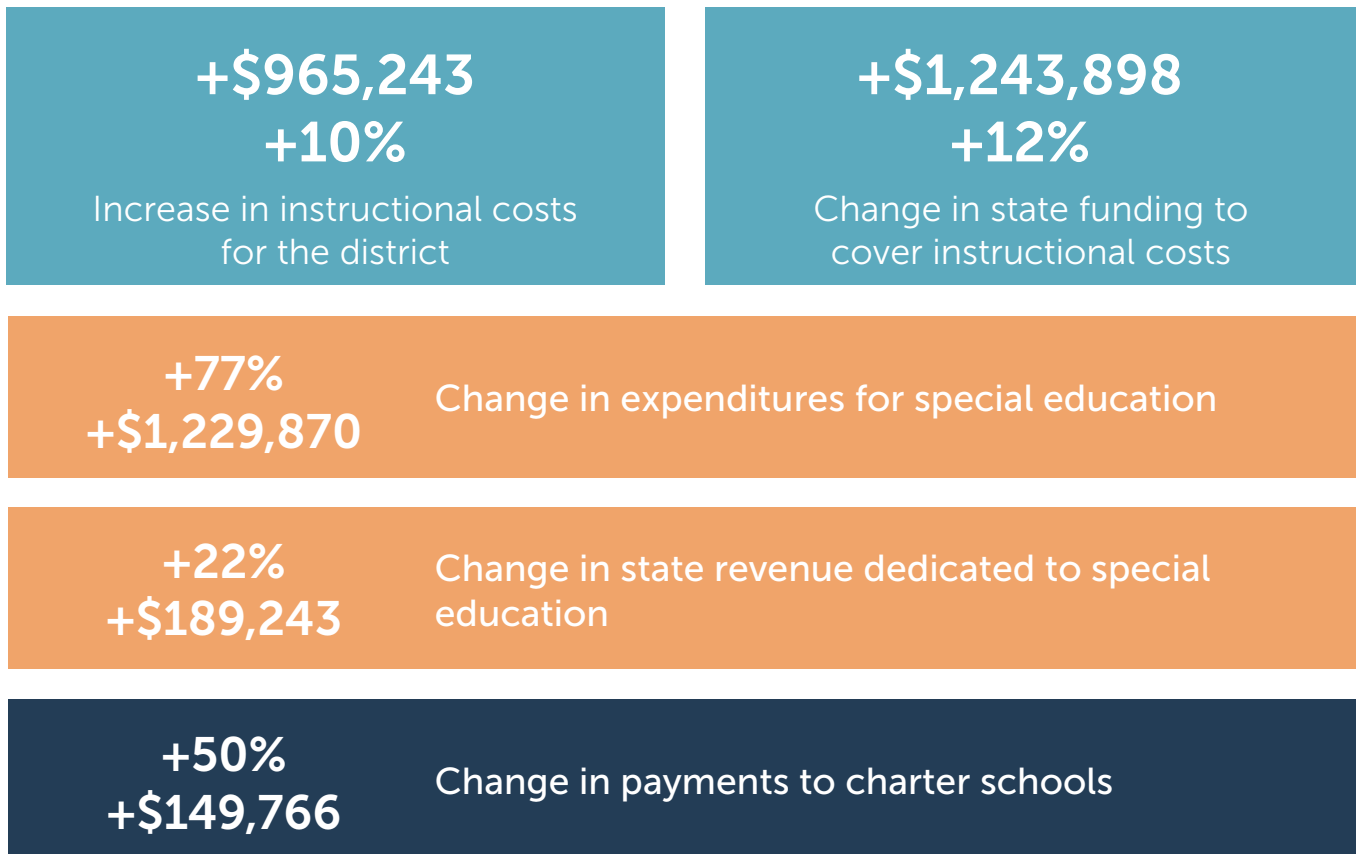 +$965,243
+10%
Increase in instructional costs
for the district
+$1,243,898
+12%
Change in state funding to
cover instructional costs
+77%
+$1,229,870
Change in expenditures for special education
+22%
+$189,243
Change in state revenue dedicated to special
education
+50%
+$149,766
Change in payments to charter schools